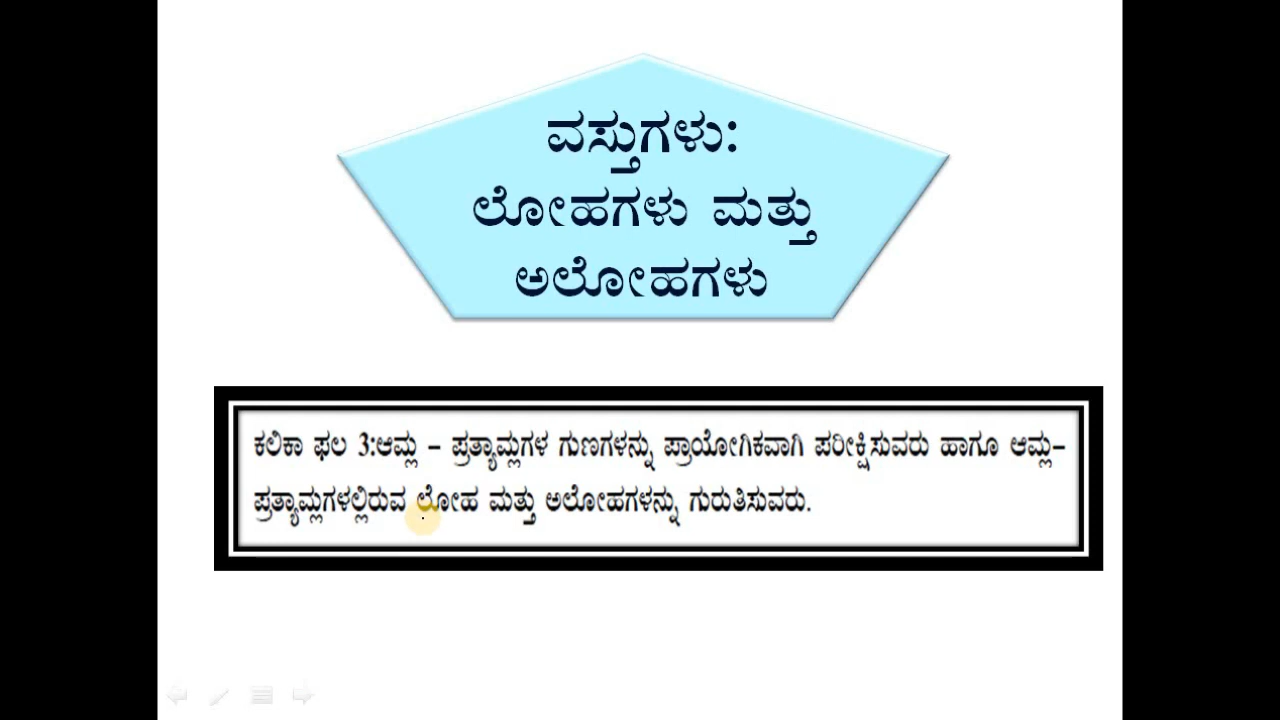 ವಸ್ತುಗಳು:
ಲೋಹಗಳು ಮತ್ತು
ಅಲೋಹಗಳು
ಕಲಿಕಾ ಫಲ 3:ಆಮ್ಲ – ಪ್ರತ್ಯಾಮ್ಲಗಳ ಗುಣಗಳನ್ನು ಪ್ರಾಯೋಗಿಕವಾಗಿ ಪರೀಕ್ಷಿಸುವರು ಹಾಗೂ ಆಮ್ಲ–
ಪ್ರತ್ಯಾಮ್ಲಗಳಲ್ಲಿರುವ ಲೋಹ ಮತ್ತು ಅಲೋಹಗಳನ್ನು ಗುರುತಿಸುವರು.